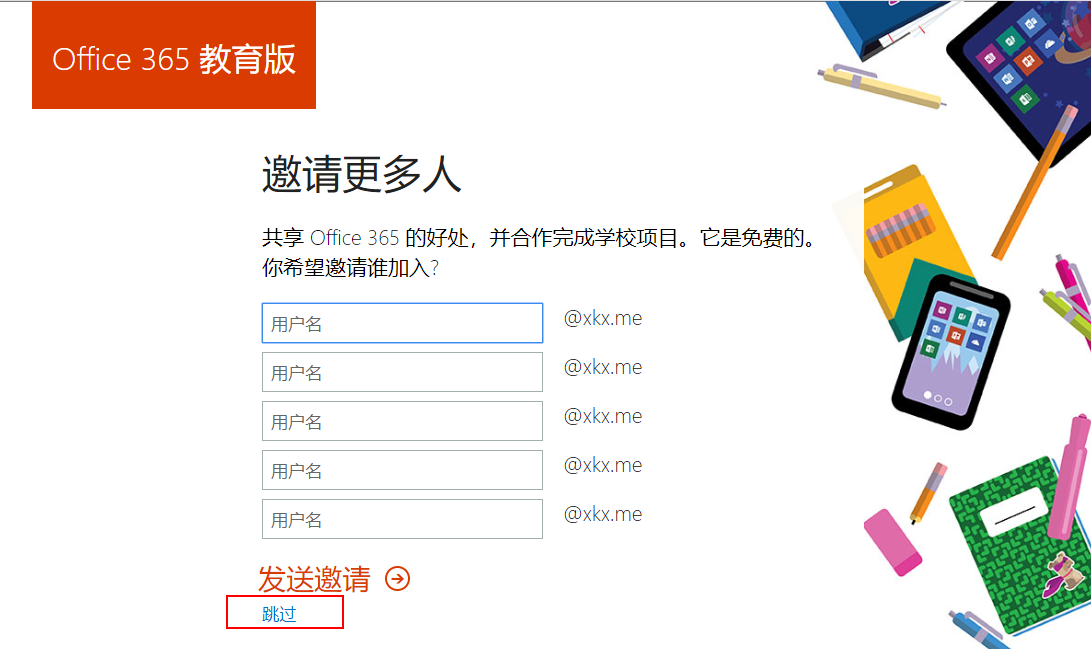 Office 365 教育版
邀请更多人
共享 Office 365 的好处，并合作完成学校项目。它是免费的。
你希望邀请谁加入?
用户名 @xkx.me
用户名 @xkx.me
用户名 @xkx.me
用户名 @xkx.me
用户名 @xkx.me
发送邀请
跳过